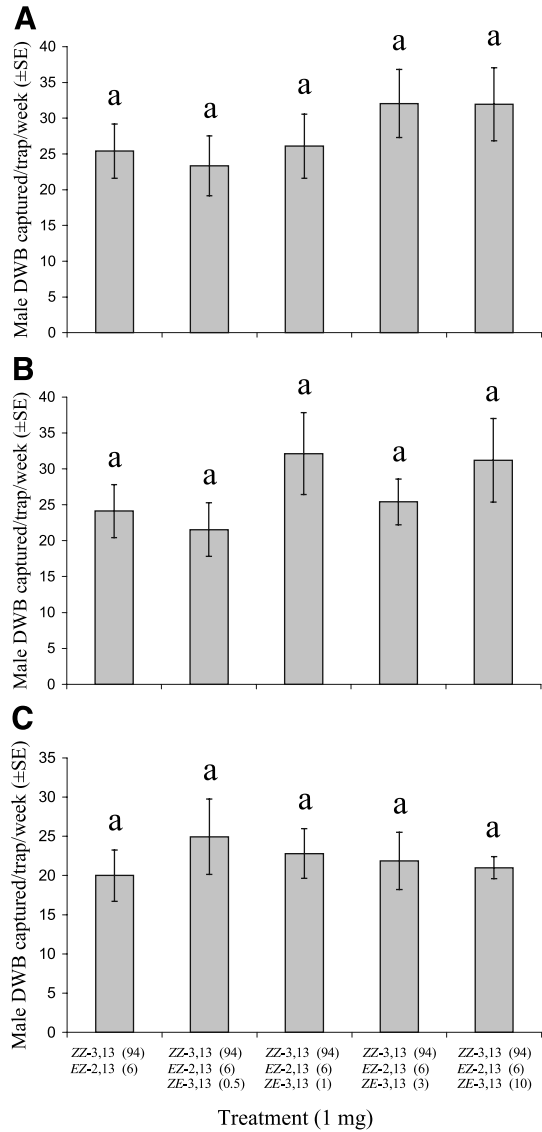 A
Male DWB captured/trap/week (±SE)
40
35
30
25
20
15
10
5
0
a a a a a
B
Male DWB captured/trap/week (±SE)
40
35
30
25
20
15
10
5
0
a a a a a
C
Male DWB captured/trap/week (±SE)
35
30
25
20
15
10
5
0
a a a a a
ZZ-3,13 (94) ZZ-3,13 (94) ZZ-3,13 (94) ZZ-3,13 (94) ZZ-3,13 (94)
EZ-2,13 (6) EZ-2,13 (6) EZ-2,13 (6) EZ-2,13 (6) EZ-2,13 (6)
ZE-3,13 (0.5) ZE-3,13 (1) ZE-3,13 (3) ZE-3,13 (10)
Treatment (1 mg)